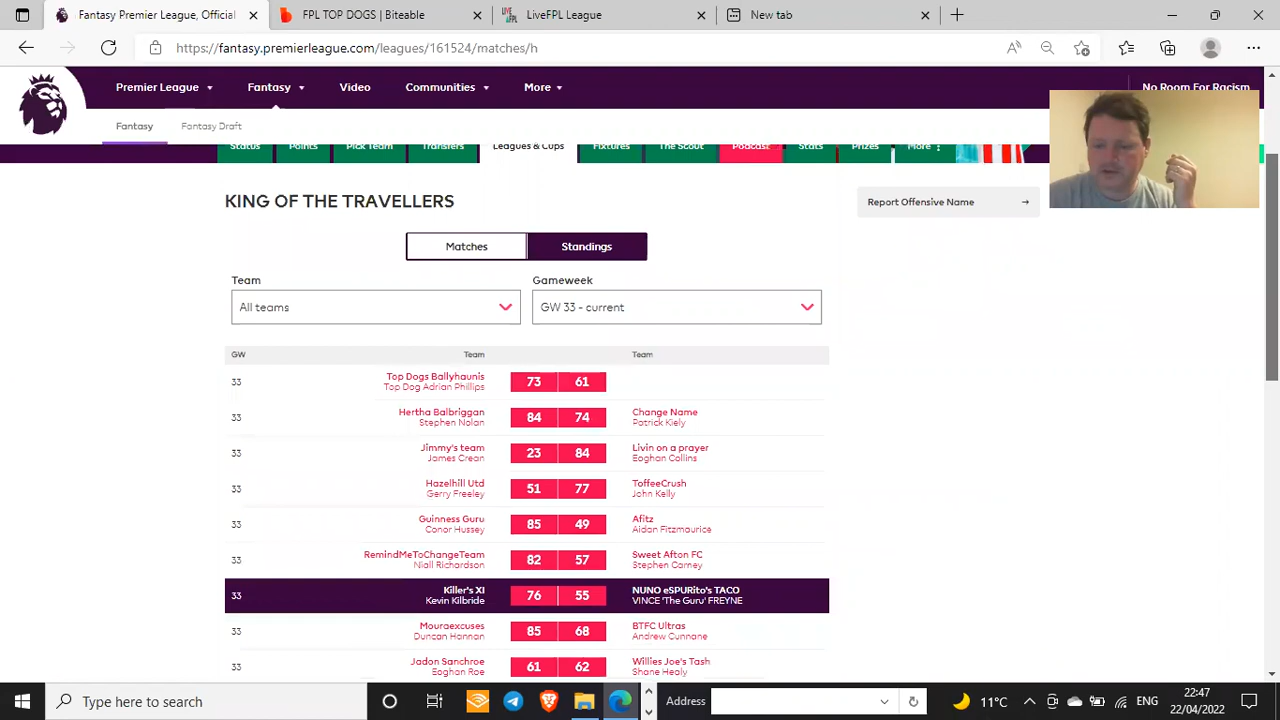 Fantasy Premier League, Offici
FPL TOP DOGS | Biteable
LiveFPL League
New tab
https://fantasy.premierleague.com/leagues/161524/matches/h
Premier League
Fantasy
Video
Communities
More
No Room For Racism
Fantasy
Fantasy Draft
Status
Points
Pick Team
Transfers
Leagues & Cups
Fixtures
The Scout
Podcast
Stats
Prizes
More
KING OF THE TRAVELLERS
Report Offensive Name →
Matches
Standings
Team
Gameweek
All teams
GW 33 - current
GW Team Team
33 Top Dogs Ballyhaunis 73 61
Top Dog Adrian Phillips
33 Hertha Balbriggan 84 74 Change Name
Stephen Nolan Patrick Kiely
33 Jimmy's team 23 84 Livin on a prayer
James Crean Eoghan Collins
33 Hazelhill Utd 51 77 ToffeeCrush
Gerry Freeley John Kelly
33 Guinness Guru 85 49 Afitz
Conor Hussey Aidan Fitzmaurice
33 RemindMeToChangeTeam 82 57 Sweet Afton FC
Niall Richardson Stephen Carney
33 Killer's XI 76 55 NUNO eSPURito's TACO
Kevin Kilbride VINCE 'The Guru' FREYNE
33 Mouraexcuses 85 68 BTFC Ultras
Duncan Hannan Andrew Cunnane
33 Jadon Sanchroe 61 62 Willies Joe's Tash
Eoghan Roe Shane Healy
Type here to search
Address
11°C
ENG
22:47
22/04/2022